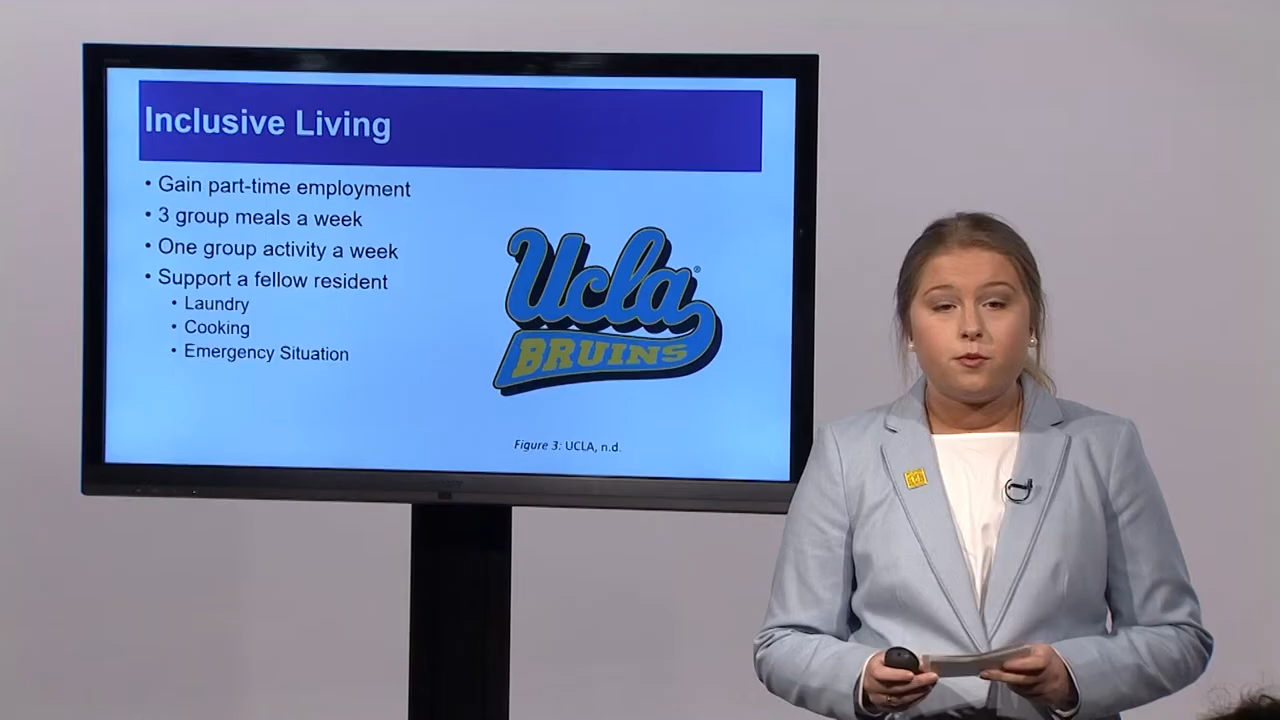 Inclusive Living
• Gain part-time employment
• 3 group meals a week
• One group activity a week
• Support a fellow resident
• Laundry
• Cooking
• Emergency Situation
Ucla®
BRUINS
Figure 3: UCLA, n.d.